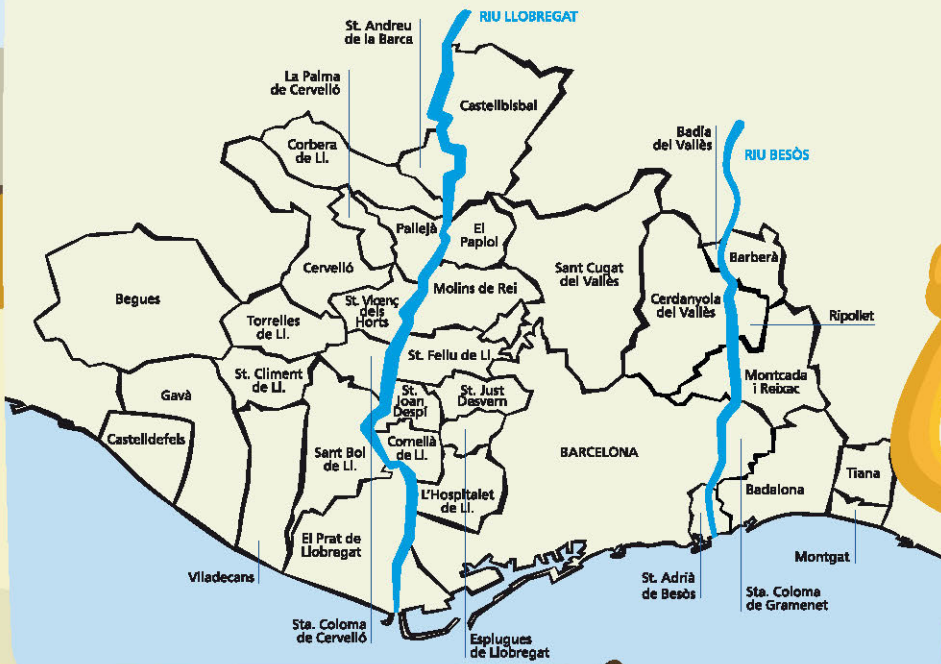 St. Andreu
de la Barca
RIU LLOBREGAT
La Palma
de Cervelló
Castellbisbal
Corbera
de Ll.
Badia
del Vallès
RIU BESÒS
Pallejà
El
Papiol
Cervelló
Sant Cugat
del Vallès
Barberà
Begues
Molins de Rei
St. Vicenç
dels
Horts
Cerdanyola
del Vallès
Ripollet
Torrelles
de Ll.
St. Feliu de Ll.
St. Climent
de Ll.
Montcada
i Reixac
Gavà
St.
Joan
Despí
St. Just
Desvern
Castelldefels
Sant Boi
de Ll.
Cornellà
de Ll.
BARCELONA
Tiana
L'Hospitalet
de Ll.
Badalona
El Prat de
Llobregat
Montgat
Viladecans
St. Adrià
de Besòs
Sta. Coloma
de Gramenet
Sta. Coloma
de Cervelló
Esplugues
de Llobregat